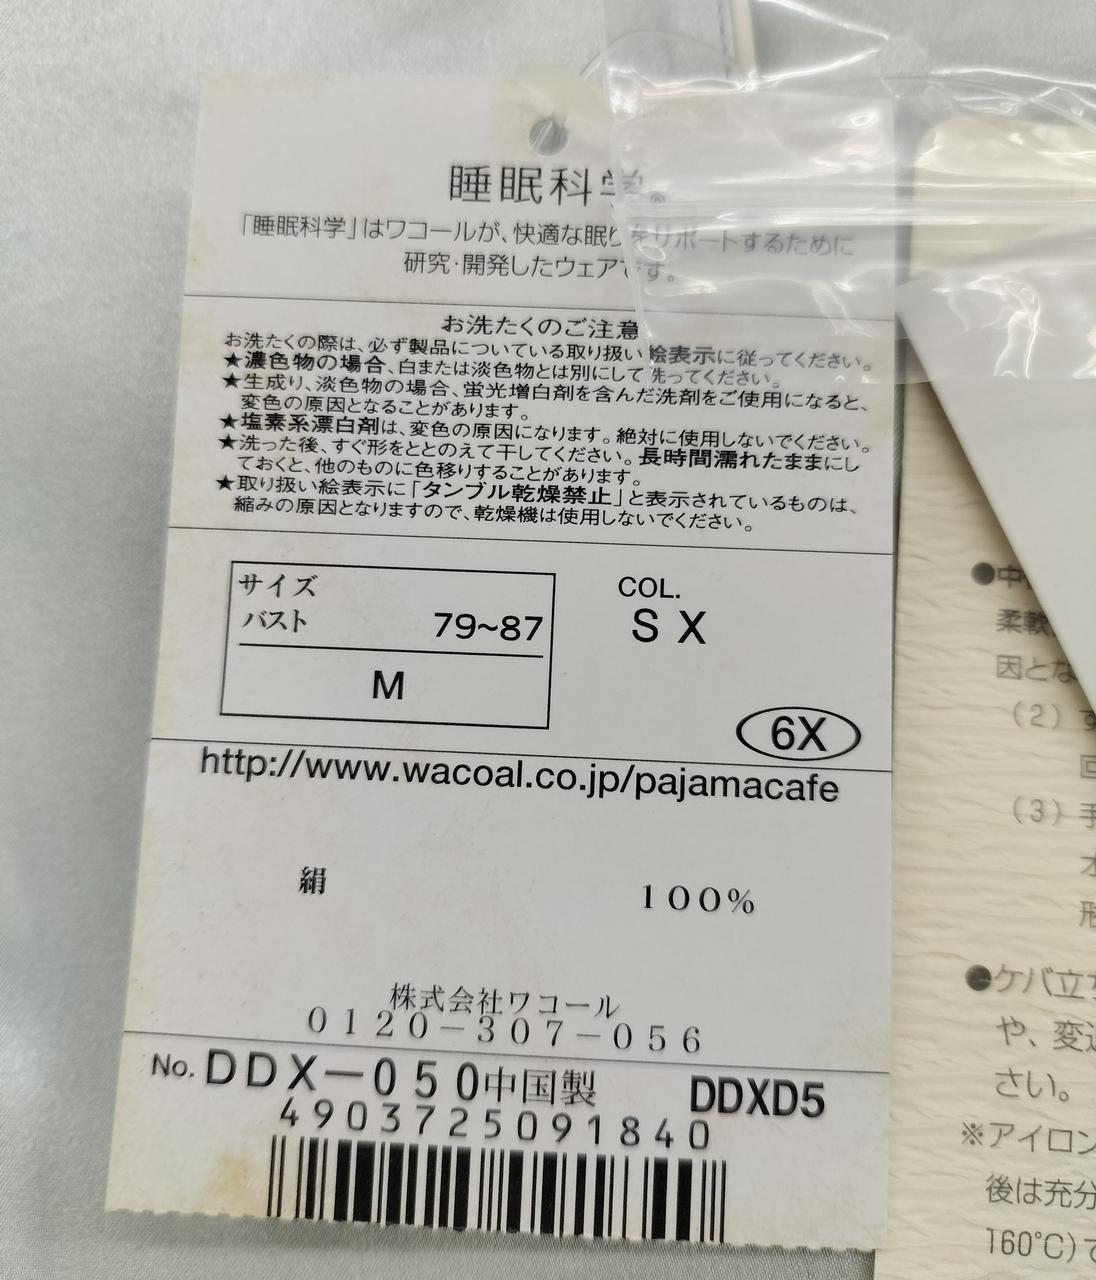 睡眠科学®
「睡眠科学」はワコールが、快適な眠りをサポートするために
研究・開発したウェアです。
お洗たくのご注意
お洗たくの際は、必ず製品についている取り扱い絵表示に従ってください。
★濃色物の場合、白または淡色物とは別にして洗ってください。
★生成り、淡色物の場合、蛍光増白剤を含んだ洗剤をご使用になると、
変色の原因となることがあります。
★塩素系漂白剤は、変色の原因になります。絶対に使用しないでください。
★洗った後、すぐ形をととのえて干してください。長時間濡れたままにし
ておくと、他のものに色移りすることがあります。
★取り扱い絵表示に「タンブル乾燥禁止」と表示されているものは、
縮みの原因となりますので、乾燥機は使用しないでください。
サイズ
バスト 79~87
M
COL.
SX
6X
http://www.wacoal.co.jp/pajamacafe
絹 100%
株式会社ワコール
0120-307-056
No. DDX-050 中国製 DDXD5
4903725091840
●中
柔軟
因とな
(2)
(3) 手
●ケバ立ち
や、変
さい。
※アイロン
後は充分
160℃)で